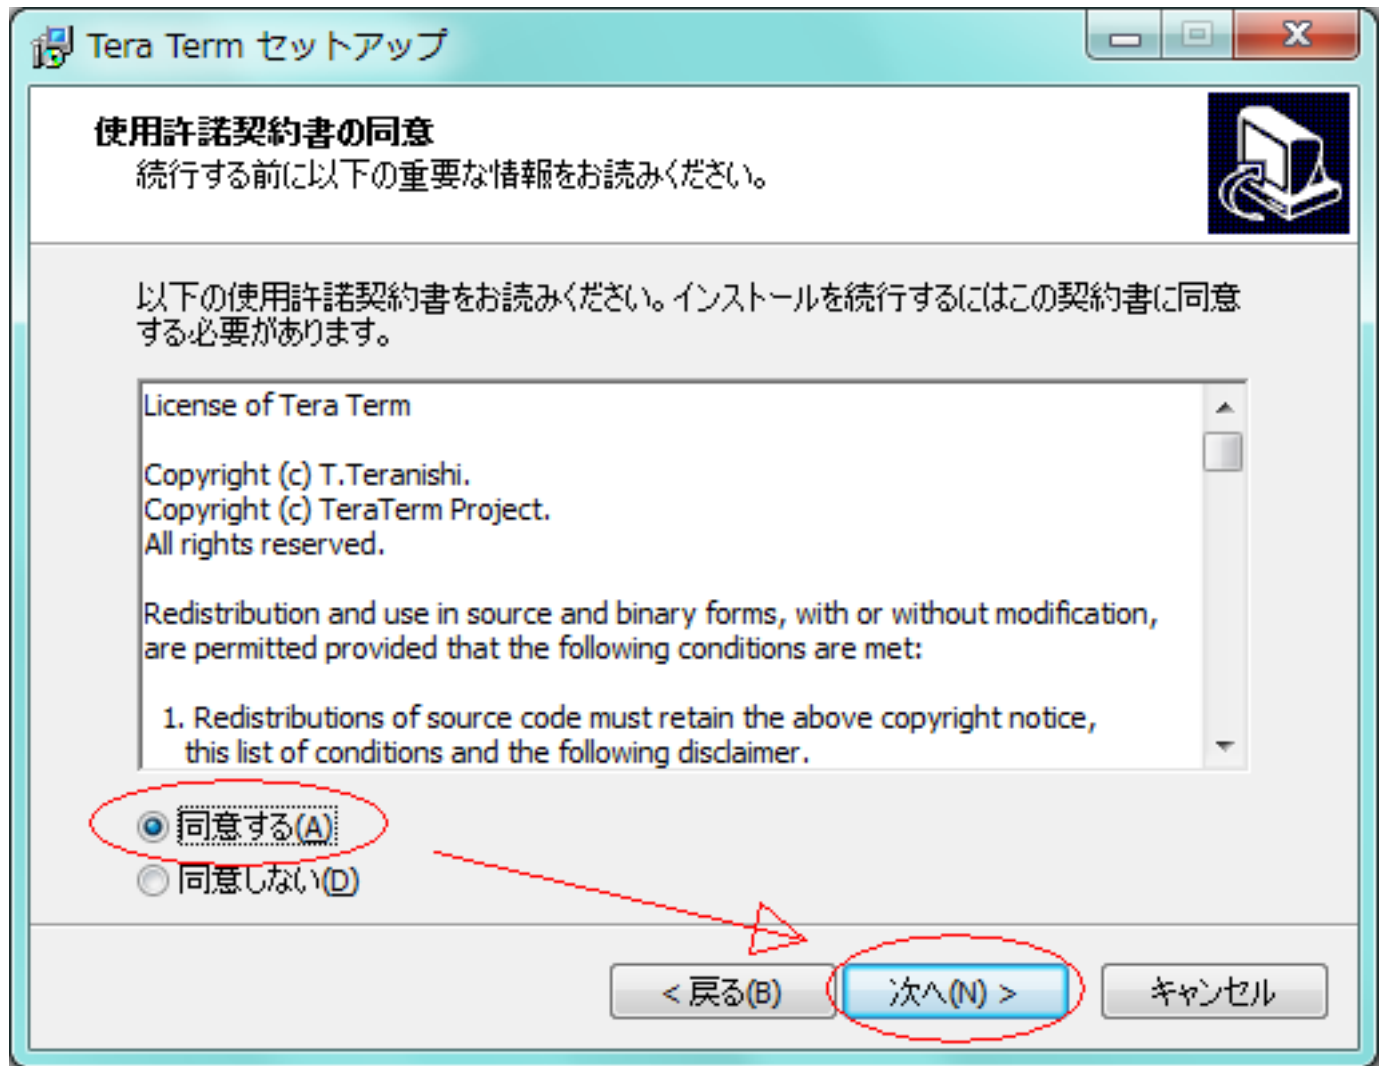 Tera Term セットアップ
使用許諾契約書の同意
続行する前に以下の重要な情報をお読みください。
以下の使用許諾契約書をお読みください。インストールを続行するにはこの契約書に同意
する必要があります。
License of Tera Term
Copyright (c) T.Teranishi.
Copyright (c) TeraTerm Project.
All rights reserved.
Redistribution and use in source and binary forms, with or without modification,
are permitted provided that the following conditions are met:
1. Redistributions of source code must retain the above copyright notice,
this list of conditions and the following disclaimer.
同意する(A)
同意しない(D)
< 戻る(B)
次へ(N) >
キャンセル